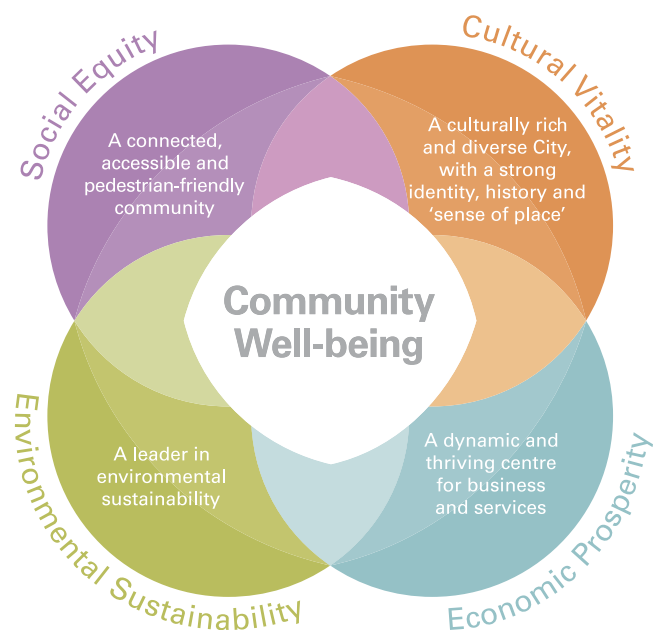 Social Equity
Cultural Vitality
A connected,
accessible and
pedestrian-friendly
community
A culturally rich
and diverse City,
with a strong
identity, history and
‘sense of place’
Community
Well-being
A leader in
environmental
sustainability
A dynamic and
thriving centre
for business
and services
Environmental Sustainability
Economic Prosperity